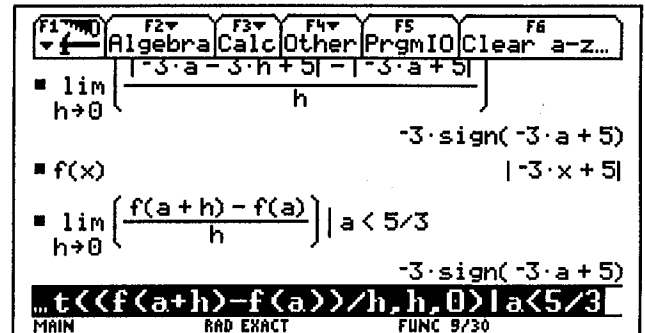 F1 F2▼ F3▼ F4▼ F5 F6
Algebra Calc Other PrgmIO Clear a-z…
▪ lim h→0 ( (|⁻3·a − 3·h + 5| − |⁻3·a + 5|) / h )
⁻3·sign(⁻3·a + 5)
▪ f(x) |⁻3·x + 5|
▪ lim h→0 ( (f(a + h) − f(a)) / h ) | a < 5/3
⁻3·sign(⁻3·a + 5)
…t((f(a+h)-f(a))/h,h,0)|a<5/3
MAIN RAD EXACT FUNC 9/30